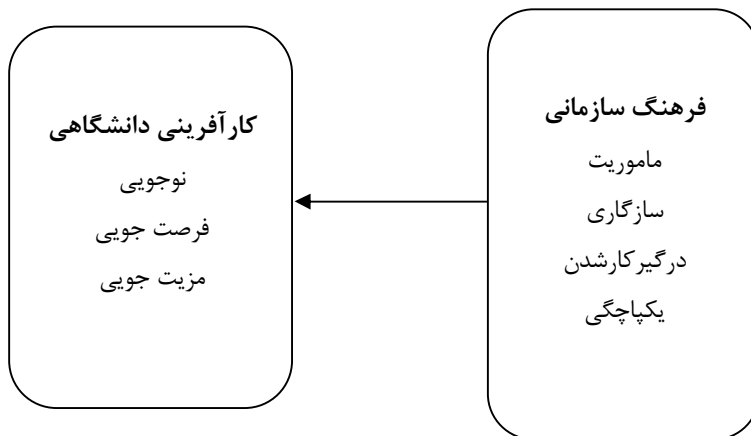 فرهنگ سازمانی
ماموریت
سازگاری
درگیرکارشدن
یکپاچگی
کارآفرینی دانشگاهی
نوجویی
فرصت جویی
مزیت جویی